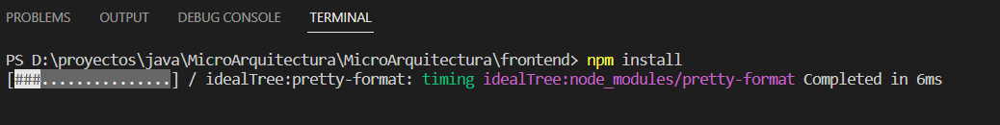 PROBLEMS OUTPUT DEBUG CONSOLE TERMINAL
PS D:\proyectos\java\MicroArquitectura\MicroArquitectura\frontend> npm install
[###...............] / idealTree:pretty-format: timing idealTree:node_modules/pretty-format Completed in 6ms